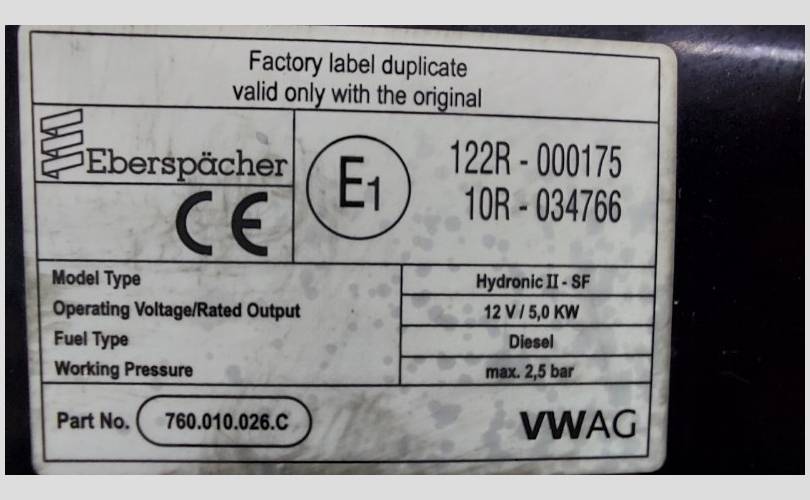 Factory label duplicate
valid only with the original
Eberspächer
CE
E1
122R - 000175
10R - 034766
Model Type Hydronic II - SF
Operating Voltage/Rated Output 12 V / 5,0 KW
Fuel Type Diesel
Working Pressure max. 2,5 bar
Part No. 760.010.026.C VWAG